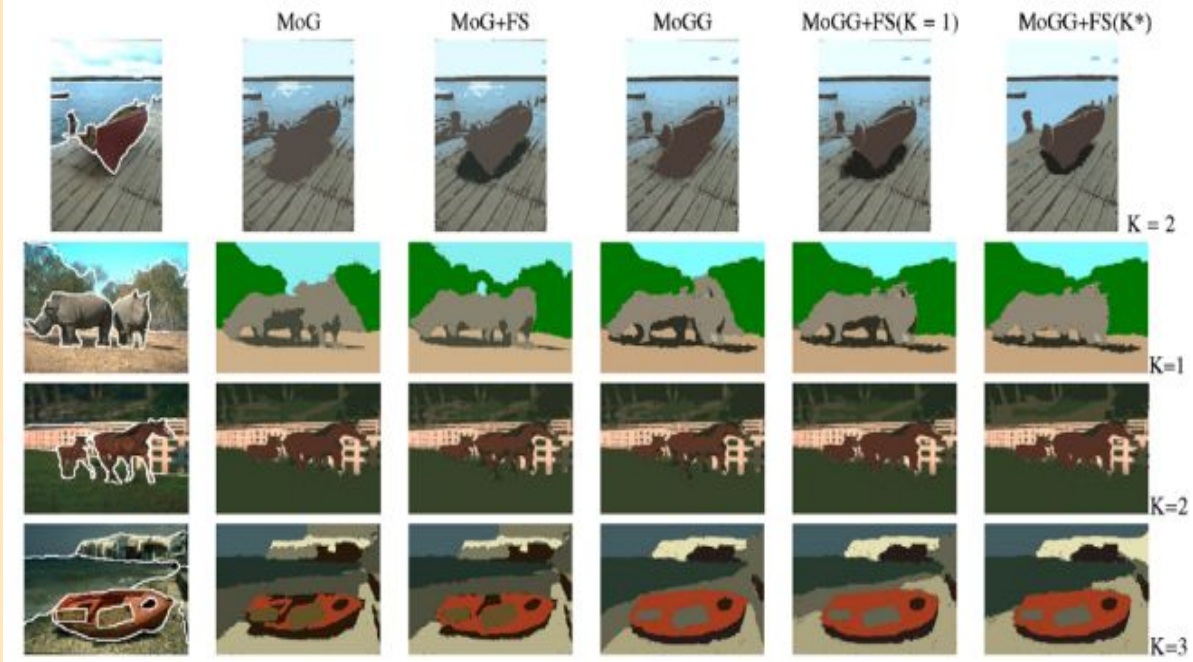 MoG MoG+FS MoGG MoGG+FS(K = 1) MoGG+FS(K*)
K = 2
K=1
K=2
K=3